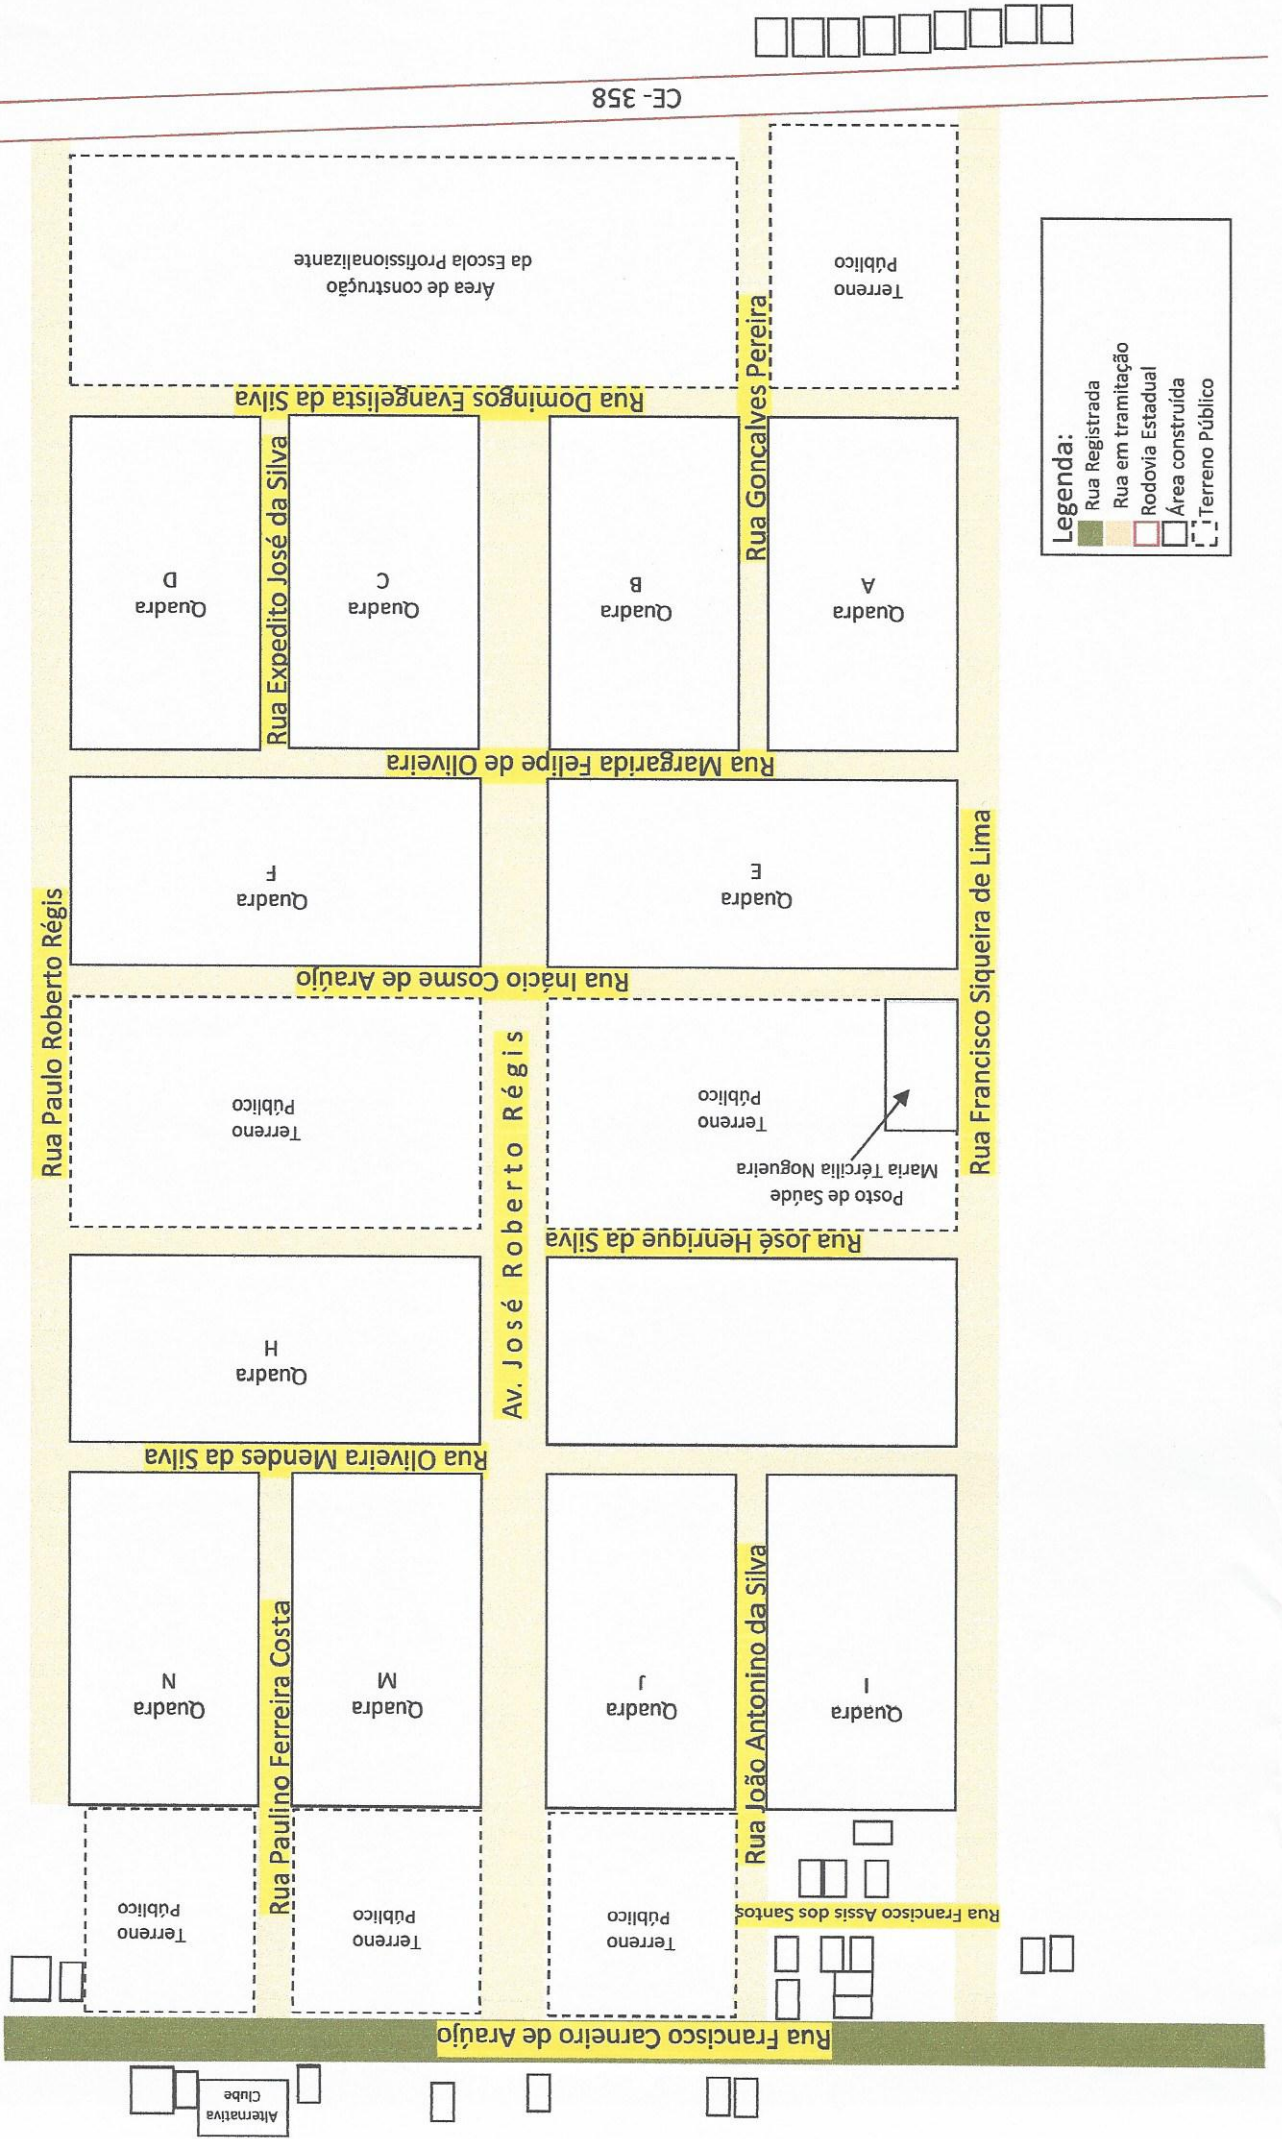 CE- 358
Área de construção
da Escola Profissionalizante
Terreno
Público
Rua Domingos Evangelista da Silva
Rua Gonçalves Pereira
Rua Expedito José da Silva
Quadra
D
Quadra
C
Quadra
B
Quadra
A
Legenda:
Rua Registrada
Rua em tramitação
Rodovia Estadual
Área construída
Terreno Público
Rua Margarida Felipe de Oliveira
Quadra
F
Quadra
E
Rua Paulo Roberto Régis
Rua Francisco Siqueira de Lima
Rua Inácio Cosme de Araújo
Terreno
Público
Terreno
Público
Posto de Saúde
Maria Tércilia Nogueira
Av. José Roberto Régis
Rua José Henrique da Silva
Quadra
H
Rua Oliveira Mendes da Silva
Quadra
N
Quadra
M
Quadra
J
Quadra
I
Rua Paulino Ferreira Costa
Rua João Antonino da Silva
Terreno
Público
Terreno
Público
Terreno
Público
Rua Francisco Assis dos Santos
Rua Francisco Carneiro de Araújo
Alternativa
Clube